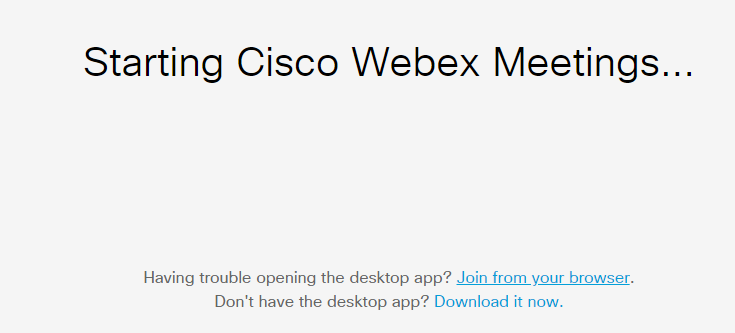 Starting Cisco Webex Meetings...
Having trouble opening the desktop app? Join from your browser.
Don't have the desktop app? Download it now.